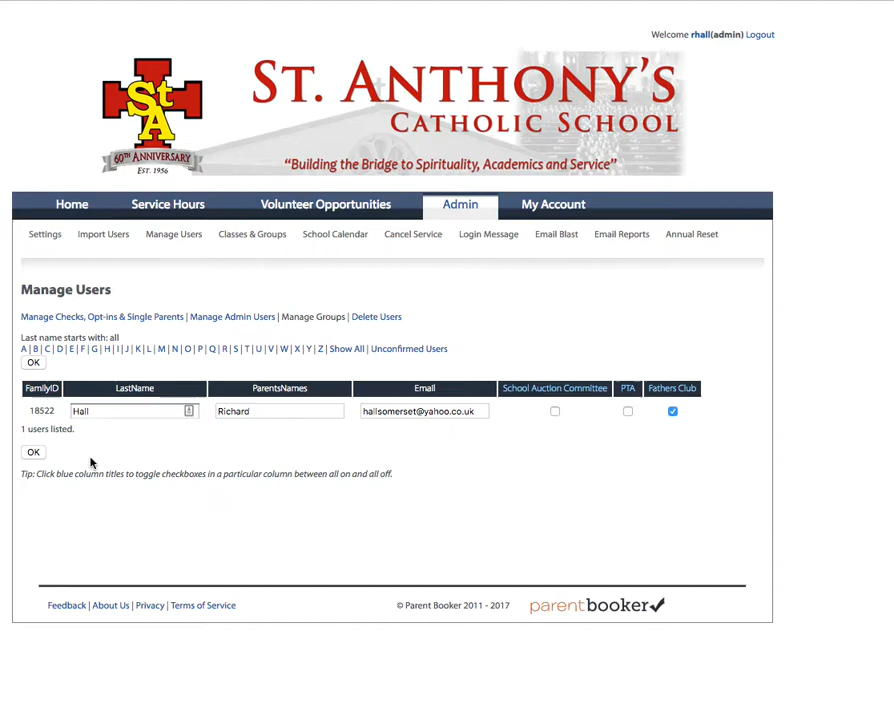 Welcome rhall(admin) Logout
StA
60TH ANNIVERSARY
EST. 1956
ST. ANTHONY'S
CATHOLIC SCHOOL
“Building the Bridge to Spirituality, Academics and Service”
Home Service Hours Volunteer Opportunities Admin My Account
Settings Import Users Manage Users Classes & Groups School Calendar Cancel Service Login Message Email Blast Email Reports Annual Reset
Manage Users
Manage Checks, Opt-ins & Single Parents | Manage Admin Users | Manage Groups | Delete Users
Last name starts with: all
A | B | C | D | E | F | G | H | I | J | K | L | M | N | O | P | Q | R | S | T | U | V | W | X | Y | Z | Show All | Unconfirmed Users
OK
FamilyID LastName ParentsNames Email School Auction Committee PTA Fathers Club
18522 Hall Richard hallsomerset@yahoo.co.uk
1 users listed.
OK
Tip: Click blue column titles to toggle checkboxes in a particular column between all on and all off.
Feedback | About Us | Privacy | Terms of Service © Parent Booker 2011 - 2017 parentbooker